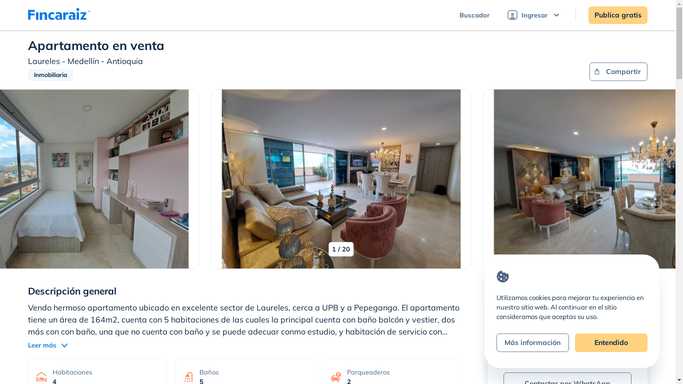 Fincaraiz
Buscador
Ingresar
Publica gratis
Apartamento en venta
Laureles - Medellín - Antioquia
Inmobiliaria
Compartir
1 / 20
Descripción general
Vendo hermoso apartamento ubicado en excelente sector de Laureles, cerca a UPB y a Pepeganga. El apartamento
tiene un área de 164m2, cuenta con 5 habitaciones de las cuales la principal cuenta con baño balcón y vestier, dos
más con con baño, una que no cuenta con baño y se puede adecuar conmo estudio, y habitación de servicio con...
Leer más
Habitaciones
4
Baños
5
Parqueaderos
2
Utilizamos cookies para mejorar tu experiencia en
nuestro sitio web. Al continuar en el sitio
consideramos que aceptas su uso.
Más información
Entendido
Contactar por WhatsApp